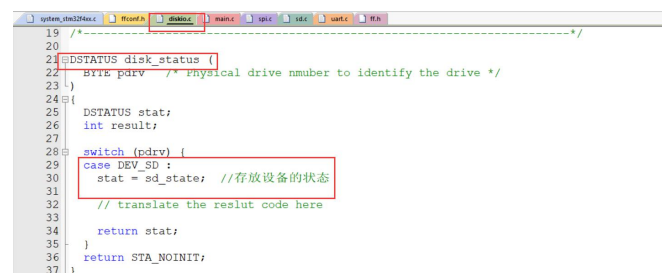 system_stm32f4xx.c ffconf.h diskio.c main.c spi.c sd.c uart.c ff.h
19 /*-----------------------------------------------------------------------*/
20
21 DSTATUS disk_status (
22 BYTE pdrv /* Physical drive nmuber to identify the drive */
23 )
24 {
25 DSTATUS stat;
26 int result;
27
28 switch (pdrv) {
29 case DEV_SD :
30 stat = sd_state; //存放设备的状态
31
32 // translate the reslut code here
33
34 return stat;
35 }
36 return STA_NOINIT;
37 }